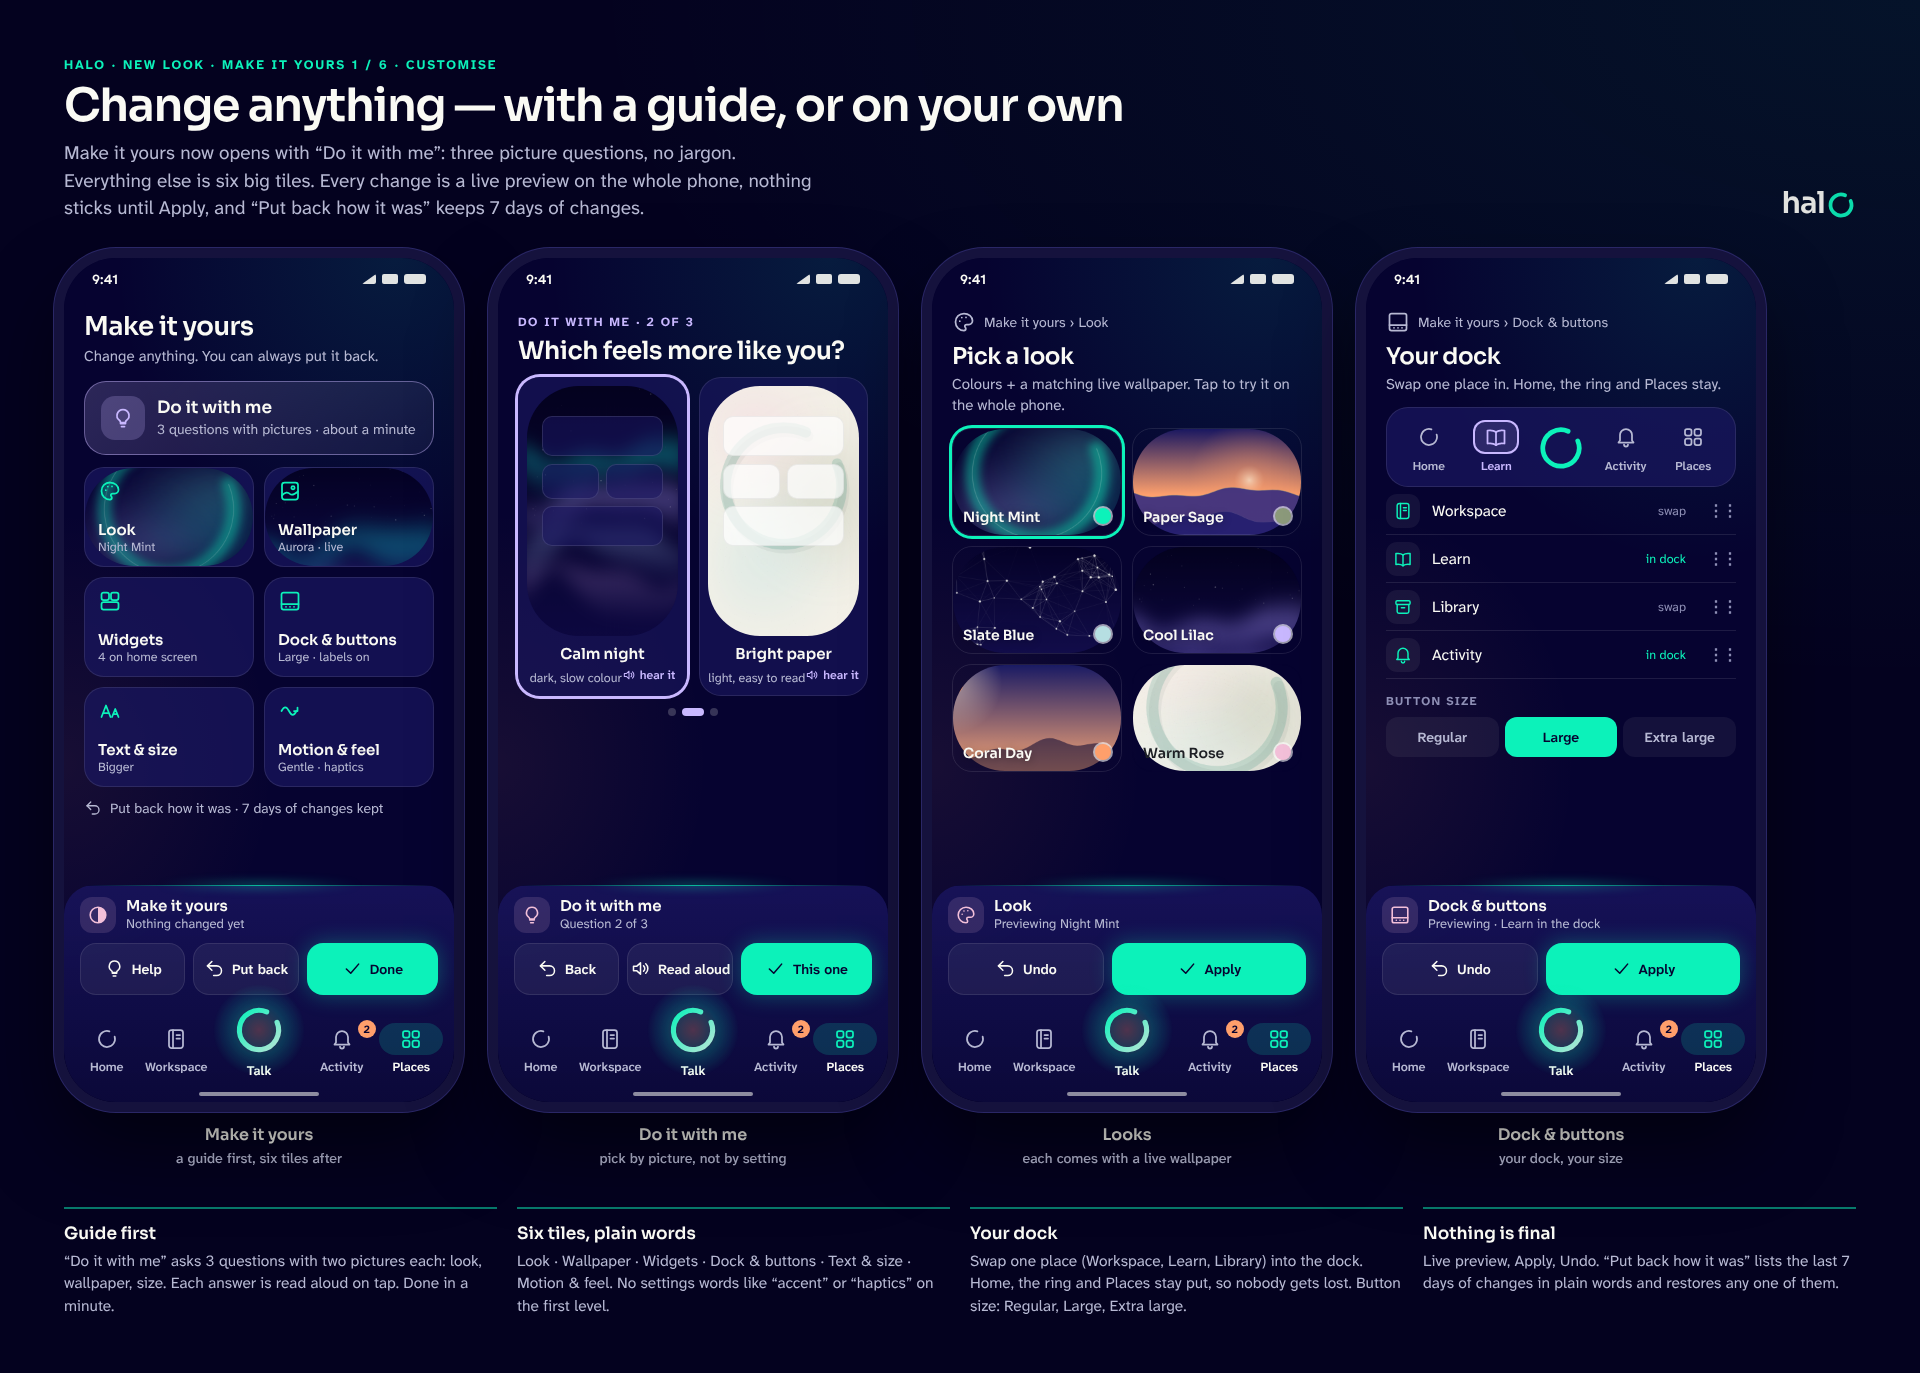 HALO · NEW LOOK · MAKE IT YOURS 1 / 6 · CUSTOMISE
Change anything — with a guide, or on your own
Make it yours now opens with “Do it with me”: three picture questions, no jargon.
Everything else is six big tiles. Every change is a live preview on the whole phone, nothing
sticks until Apply, and “Put back how it was” keeps 7 days of changes.
halo
9:41
Make it yours
Change anything. You can always put it back.
Do it with me
3 questions with pictures · about a minute
Look
Night Mint
Wallpaper
Aurora · live
Widgets
4 on home screen
Dock & buttons
Large · labels on
Text & size
Bigger
Motion & feel
Gentle · haptics
Put back how it was · 7 days of changes kept
Make it yours
Nothing changed yet
Help
Put back
Done
Home
Workspace
Talk
Activity
2
Places
Make it yours
a guide first, six tiles after
9:41
DO IT WITH ME · 2 OF 3
Which feels more like you?
Calm night
dark, slow colour
hear it
Bright paper
light, easy to read
hear it
Do it with me
Question 2 of 3
Back
Read aloud
This one
Home
Workspace
Talk
Activity
2
Places
Do it with me
pick by picture, not by setting
9:41
Make it yours › Look
Pick a look
Colours + a matching live wallpaper. Tap to try it on
the whole phone.
Night Mint
Paper Sage
Slate Blue
Cool Lilac
Coral Day
Warm Rose
Look
Previewing Night Mint
Undo
Apply
Home
Workspace
Talk
Activity
2
Places
Looks
each comes with a live wallpaper
9:41
Make it yours › Dock & buttons
Your dock
Swap one place in. Home, the ring and Places stay.
Home
Learn
Activity
Places
Workspace
swap
Learn
in dock
Library
swap
Activity
in dock
BUTTON SIZE
Regular
Large
Extra large
Dock & buttons
Previewing · Learn in the dock
Undo
Apply
Home
Workspace
Talk
Activity
2
Places
Dock & buttons
your dock, your size
Guide first
“Do it with me” asks 3 questions with two pictures each: look,
wallpaper, size. Each answer is read aloud on tap. Done in a
minute.
Six tiles, plain words
Look · Wallpaper · Widgets · Dock & buttons · Text & size ·
Motion & feel. No settings words like “accent” or “haptics” on
the first level.
Your dock
Swap one place (Workspace, Learn, Library) into the dock.
Home, the ring and Places stay put, so nobody gets lost. Button
size: Regular, Large, Extra large.
Nothing is final
Live preview, Apply, Undo. “Put back how it was” lists the last 7
days of changes in plain words and restores any one of them.